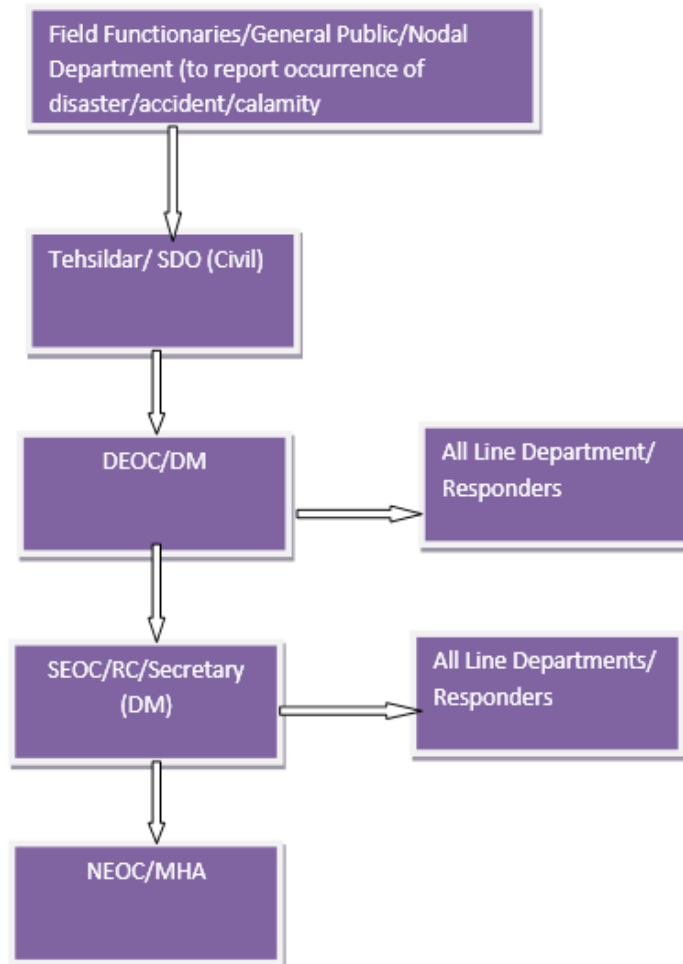 Field Functionaries/General Public/Nodal
Department (to report occurrence of
disaster/accident/calamity
Tehsildar/ SDO (Civil)
DEOC/DM
All Line Department/
Responders
SEOC/RC/Secretary
(DM)
All Line Departments/
Responders
NEOC/MHA